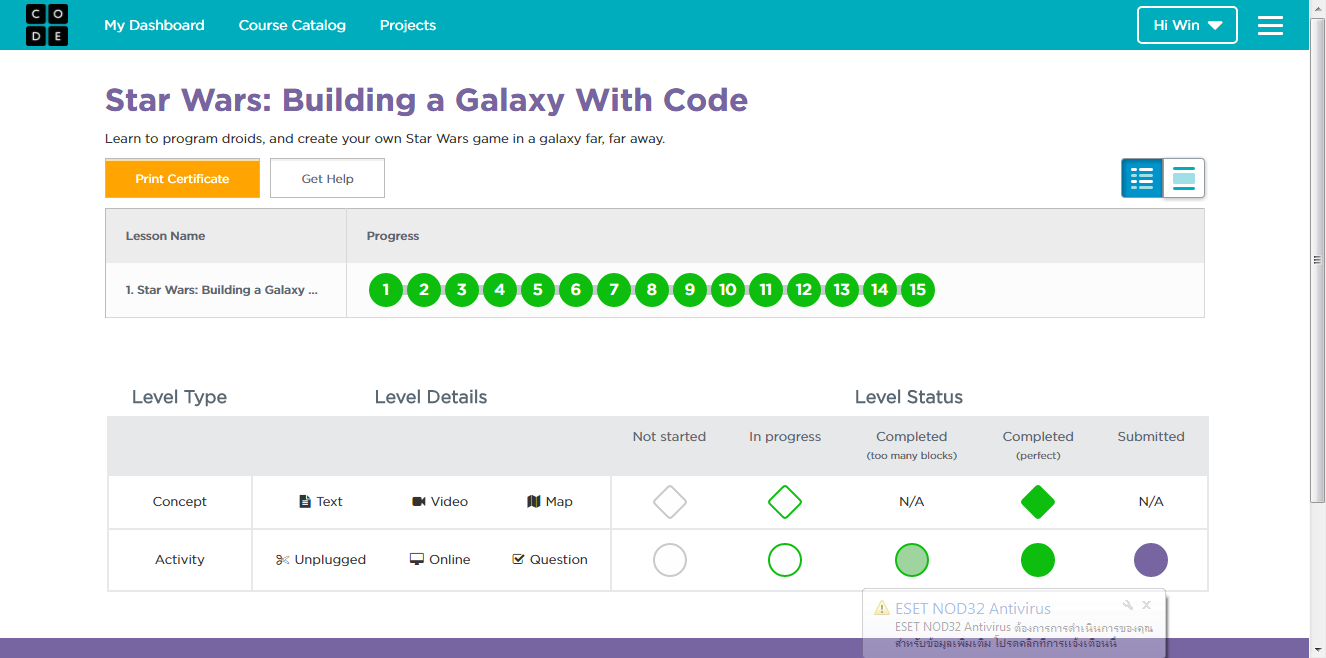 C O
D E
My Dashboard Course Catalog Projects Hi Win
Star Wars: Building a Galaxy With Code
Learn to program droids, and create your own Star Wars game in a galaxy far, far away.
Print Certificate Get Help
Lesson Name Progress
1. Star Wars: Building a Galaxy ... 1 2 3 4 5 6 7 8 9 10 11 12 13 14 15
Level Type Level Details Level Status
Not started In progress Completed Completed Submitted
(too many blocks) (perfect)
Concept Text Video Map N/A N/A
Activity Unplugged Online Question
ESET NOD32 Antivirus
ESET NOD32 Antivirus ต้องการการดำเนินการของคุณ
สำหรับข้อมูลเพิ่มเติม โปรดคลิกที่การแจ้งเตือนนี้